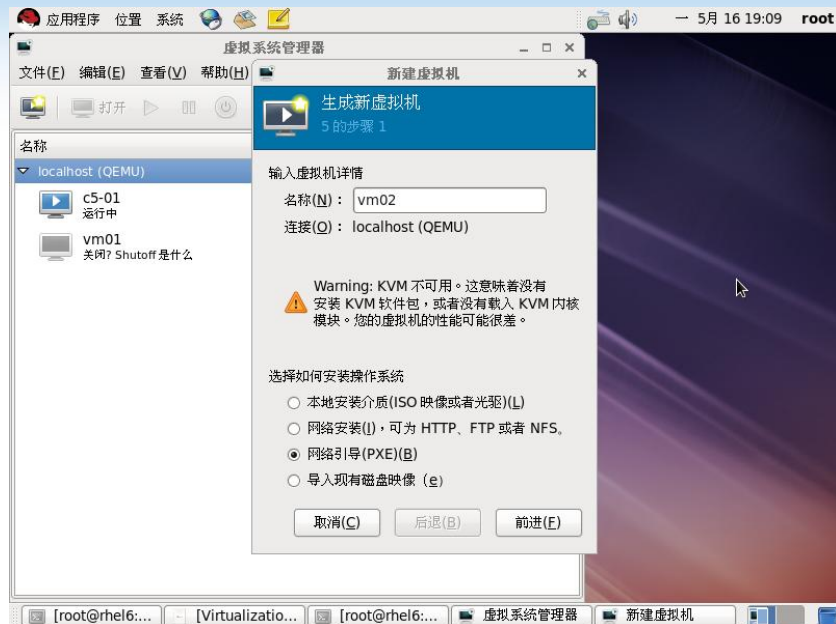 应用程序 位置 系统
一 5月 16 19:09 root
虚拟系统管理器
文件(F) 编辑(E) 查看(V) 帮助(H)
打开
名称
localhost (QEMU)
c5-01
运行中
vm01
关闭? Shutoff 是什么
新建虚拟机
生成新虚拟机
5 的步骤 1
输入虚拟机详情
名称(N)： vm02
连接(O)： localhost (QEMU)
Warning: KVM 不可用。这意味着没有
安装 KVM 软件包，或者没有载入 KVM 内核
模块。您的虚拟机的性能可能很差。
选择如何安装操作系统
本地安装介质(ISO 映像或者光驱)(L)
网络安装(I)，可为 HTTP、FTP 或者 NFS。
网络引导(PXE)(B)
导入现有磁盘映像（e）
取消(C) 后退(B) 前进(F)
[root@rhel6:... [Virtualizatio... [root@rhel6:... 虚拟系统管理器 新建虚拟机